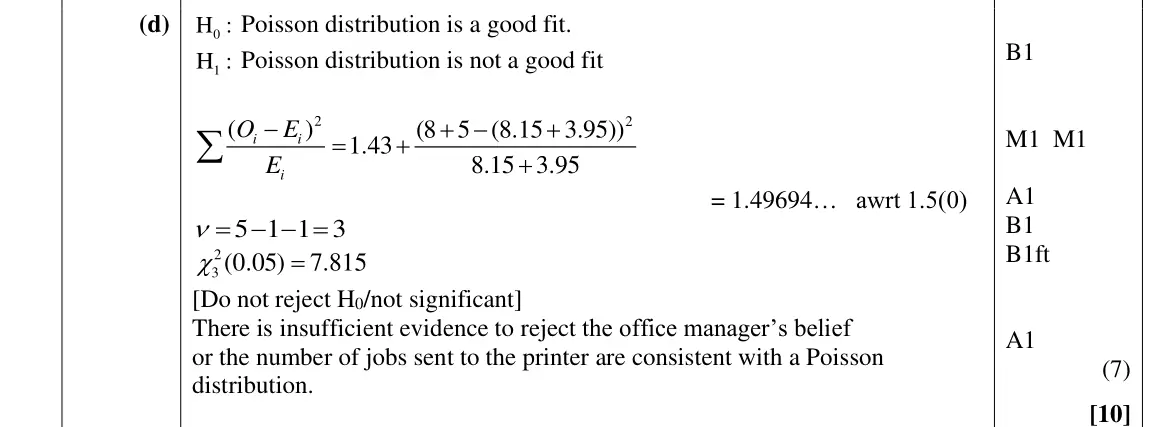 (d) H₀ : Poisson distribution is a good fit.
H₁ : Poisson distribution is not a good fit B1
∑ (Oᵢ − Eᵢ)² / Eᵢ = 1.43 + (8 + 5 − (8.15 + 3.95))² / (8.15 + 3.95) M1 M1
= 1.49694… awrt 1.5(0) A1
ν = 5 − 1 − 1 = 3 B1
χ²₃ (0.05) = 7.815 B1ft
[Do not reject H₀/not significant]
There is insufficient evidence to reject the office manager’s belief
or the number of jobs sent to the printer are consistent with a Poisson A1
distribution. (7)
[10]